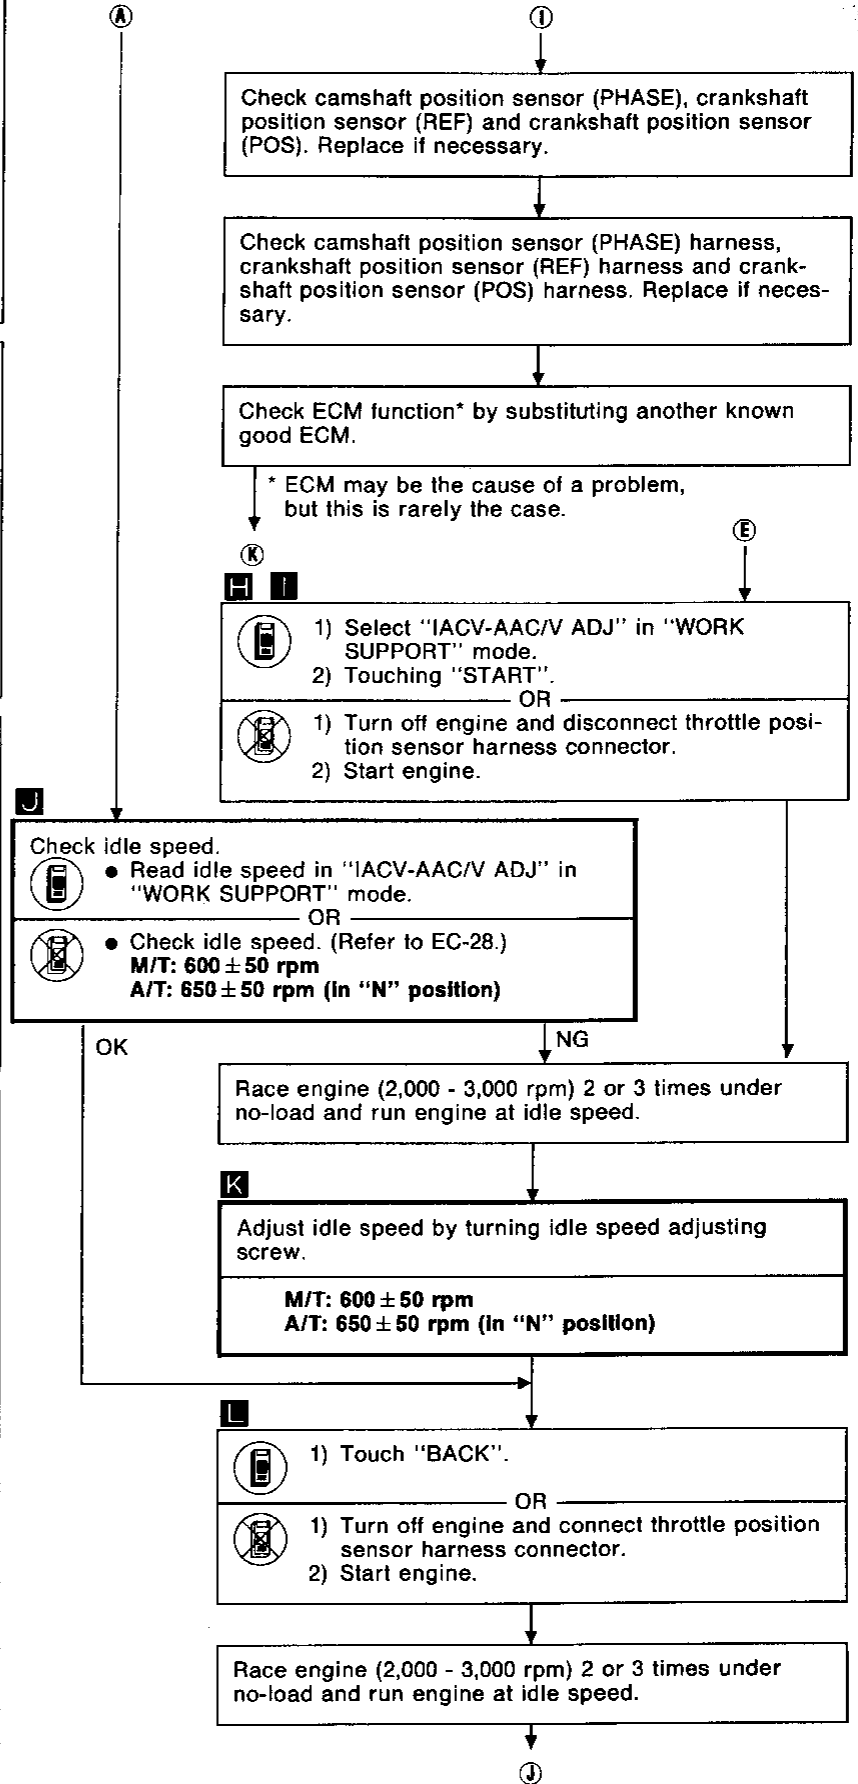 A
I
Check camshaft position sensor (PHASE), crankshaft
position sensor (REF) and crankshaft position sensor
(POS). Replace if necessary.
Check camshaft position sensor (PHASE) harness,
crankshaft position sensor (REF) harness and crank-
shaft position sensor (POS) harness. Replace if neces-
sary.
Check ECM function* by substituting another known
good ECM.
* ECM may be the cause of a problem,
but this is rarely the case.
K
E
H I
1) Select "IACV-AAC/V ADJ" in "WORK
SUPPORT" mode.
2) Touching "START".
OR
1) Turn off engine and disconnect throttle posi-
tion sensor harness connector.
2) Start engine.
J
Check idle speed.
● Read idle speed in "IACV-AAC/V ADJ" in
"WORK SUPPORT" mode.
OR
● Check idle speed. (Refer to EC-28.)
M/T: 600±50 rpm
A/T: 650±50 rpm (in "N" position)
OK
NG
Race engine (2,000 - 3,000 rpm) 2 or 3 times under
no-load and run engine at idle speed.
K
Adjust idle speed by turning idle speed adjusting
screw.
M/T: 600±50 rpm
A/T: 650±50 rpm (in "N" position)
L
1) Touch "BACK".
OR
1) Turn off engine and connect throttle position
sensor harness connector.
2) Start engine.
Race engine (2,000 - 3,000 rpm) 2 or 3 times under
no-load and run engine at idle speed.
J